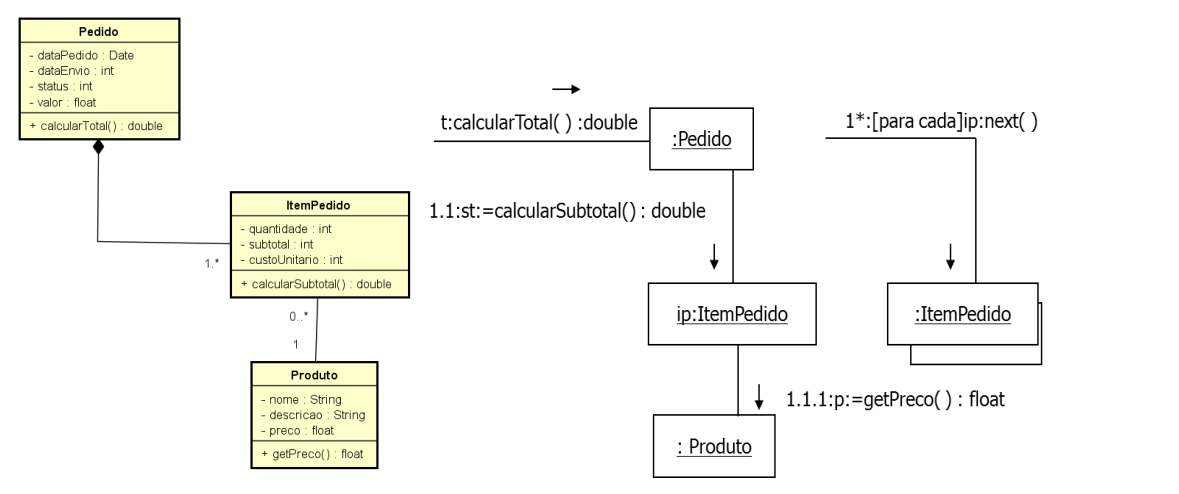 Pedido
- dataPedido : Date
- dataEnvio : int
- status : int
- valor : float
+ calcularTotal() : double
1.*
ItemPedido
- quantidade : int
- subtotal : int
- custoUnitario : int
+ calcularSubtotal() : double
0..*
1
Produto
- nome : String
- descricao : String
- preco : float
+ getPreco() : float
t:calcularTotal( ) :double
:Pedido
1*:[para cada]ip:next( )
1.1:st:=calcularSubtotal() : double
ip:ItemPedido
:ItemPedido
1.1.1:p:=getPreco( ) : float
: Produto